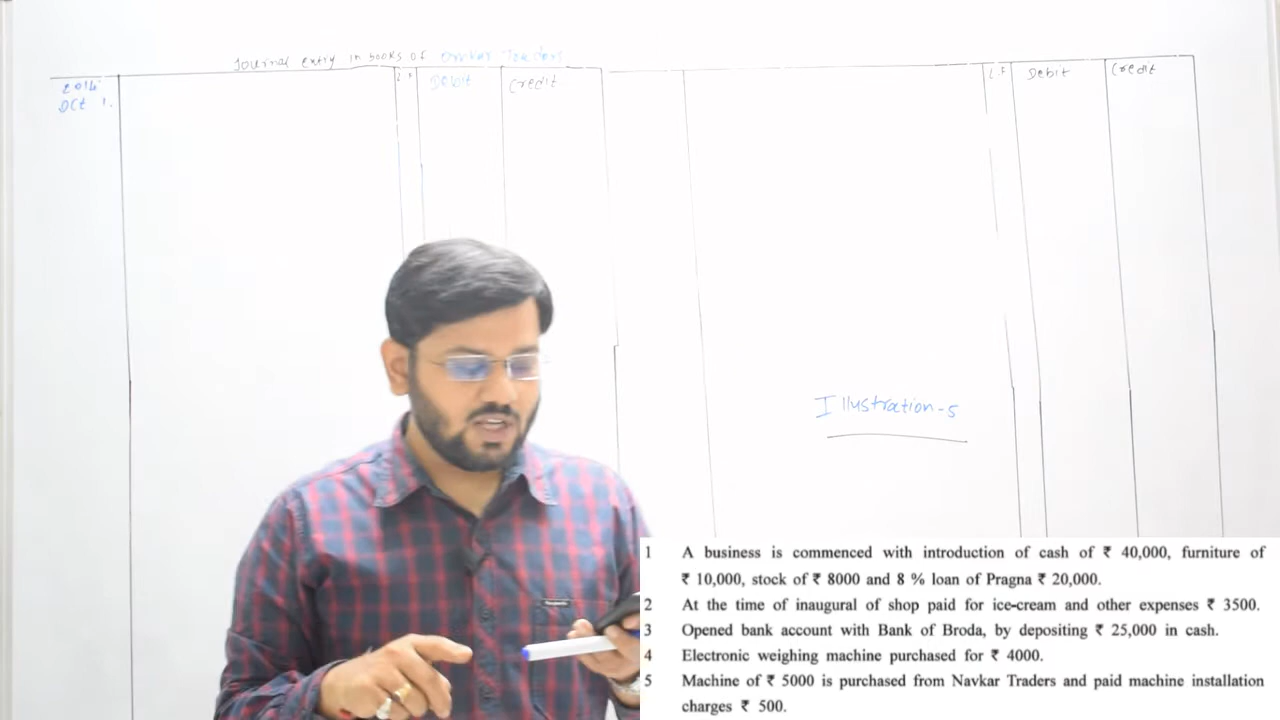 Journal entry in books of Omkar Traders
2014
Oct 1.
L F
Debit
Credit
L.F
Debit
Credit
Illustration-5
1 A business is commenced with introduction of cash of ₹ 40,000, furniture of
₹ 10,000, stock of ₹ 8000 and 8 % loan of Pragna ₹ 20,000.
2 At the time of inaugural of shop paid for ice-cream and other expenses ₹ 3500.
3 Opened bank account with Bank of Broda, by depositing ₹ 25,000 in cash.
4 Electronic weighing machine purchased for ₹ 4000.
5 Machine of ₹ 5000 is purchased from Navkar Traders and paid machine installation
charges ₹ 500.